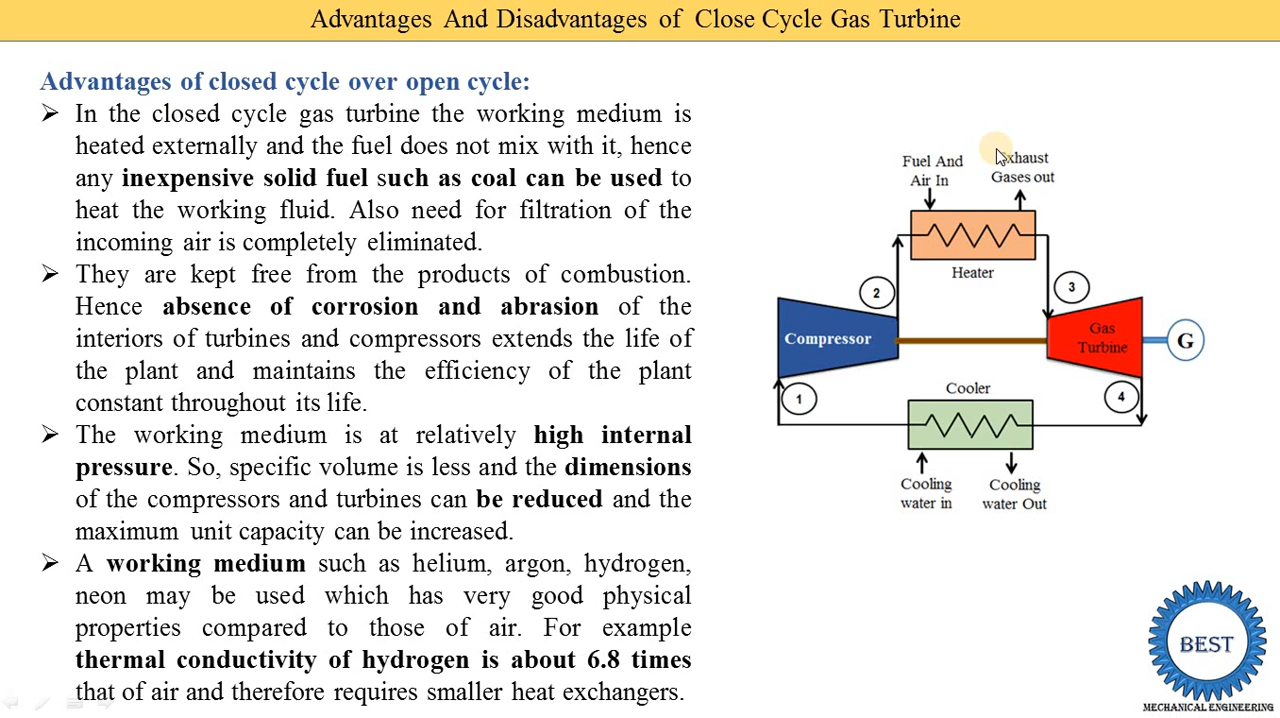 Advantages And Disadvantages of Close Cycle Gas Turbine
Advantages of closed cycle over open cycle:
➢ In the closed cycle gas turbine the working medium is
heated externally and the fuel does not mix with it, hence
any inexpensive solid fuel such as coal can be used to
heat the working fluid. Also need for filtration of the
incoming air is completely eliminated.
➢ They are kept free from the products of combustion.
Hence absence of corrosion and abrasion of the
interiors of turbines and compressors extends the life of
the plant and maintains the efficiency of the plant
constant throughout its life.
➢ The working medium is at relatively high internal
pressure. So, specific volume is less and the dimensions
of the compressors and turbines can be reduced and the
maximum unit capacity can be increased.
➢ A working medium such as helium, argon, hydrogen,
neon may be used which has very good physical
properties compared to those of air. For example
thermal conductivity of hydrogen is about 6.8 times
that of air and therefore requires smaller heat exchangers.
Fuel And
Air In
Exhaust
Gases out
Heater
2
3
Compressor
Gas
Turbine
G
1
Cooler
4
Cooling
water in
Cooling
water Out
BEST
MECHANICAL ENGINEERING